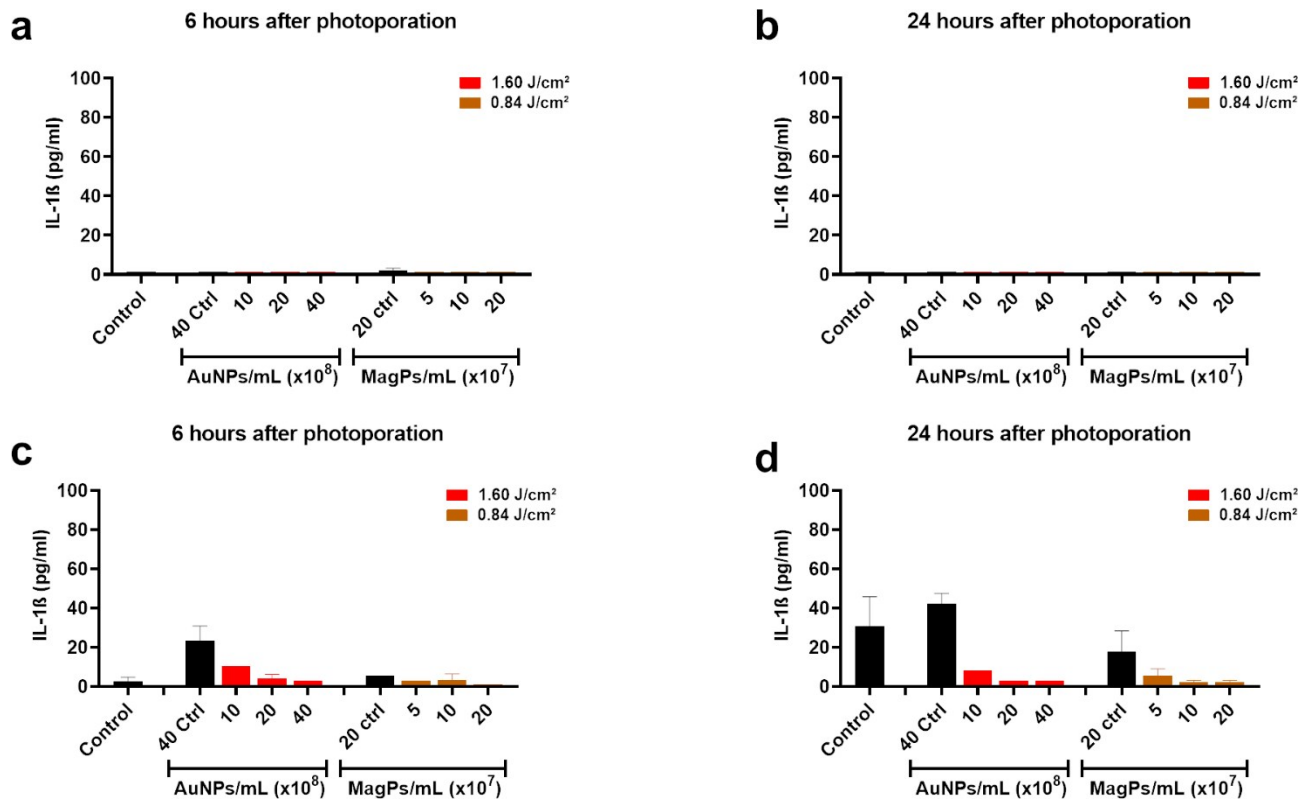 a
6 hours after photoporation
1.60 J/cm²
0.84 J/cm²
IL-1ß (pg/ml)
100
80
60
40
20
0
Control
40 Ctrl
10
20
40
20 ctrl
5
10
20
AuNPs/mL (x10⁸)
MagPs/mL (x10⁷)
b
24 hours after photoporation
1.60 J/cm²
0.84 J/cm²
IL-1ß (pg/ml)
100
80
60
40
20
0
Control
40 Ctrl
10
20
40
20 ctrl
5
10
20
AuNPs/mL (x10⁸)
MagPs/mL (x10⁷)
c
6 hours after photoporation
1.60 J/cm²
0.84 J/cm²
IL-1ß (pg/ml)
100
80
60
40
20
0
Control
40 Ctrl
10
20
40
20 ctrl
5
10
20
AuNPs/mL (x10⁸)
MagPs/mL (x10⁷)
d
24 hours after photoporation
1.60 J/cm²
0.84 J/cm²
IL-1ß (pg/ml)
100
80
60
40
20
0
Control
40 Ctrl
10
20
40
20 ctrl
5
10
20
AuNPs/mL (x10⁸)
MagPs/mL (x10⁷)